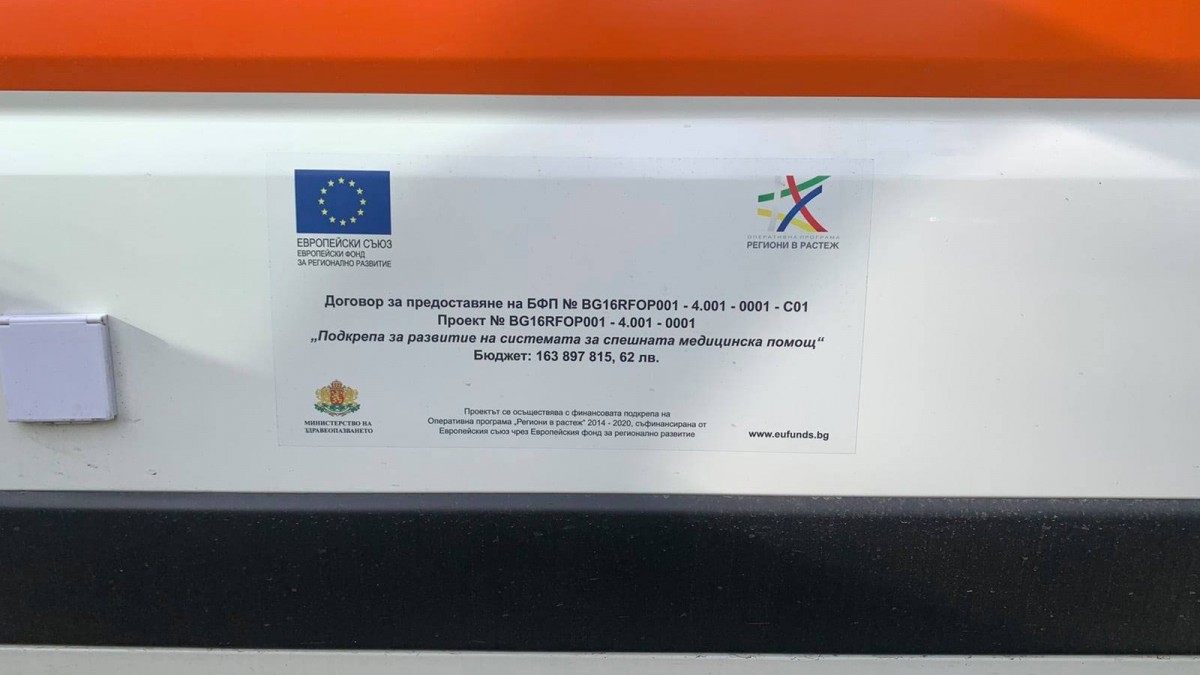 ЕВРОПЕЙСКИ СЪЮЗ
ЕВРОПЕЙСКИ ФОНД
ЗА РЕГИОНАЛНО РАЗВИТИЕ
ОПЕРАТИВНА ПРОГРАМА
РЕГИОНИ В РАСТЕЖ
Договор за предоставяне на БФП № BG16RFOP001 - 4.001 - 0001 - C01
Проект № BG16RFOP001 - 4.001 - 0001
„Подкрепа за развитие на системата за спешната медицинска помощ“
Бюджет: 163 897 815, 62 лв.
МИНИСТЕРСТВО НА
ЗДРАВЕОПАЗВАНЕТО
Проектът се осъществява с финансовата подкрепа на
Оперативна програма „Региони в растеж“ 2014 - 2020, съфинансирана от
Европейския съюз чрез Европейския фонд за регионално развитие
www.eufunds.bg